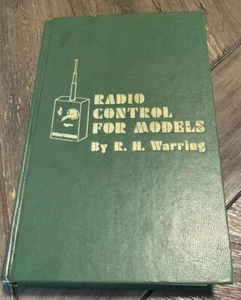 RADIO
CONTROL
FOR MODELS
By R. H. Warring